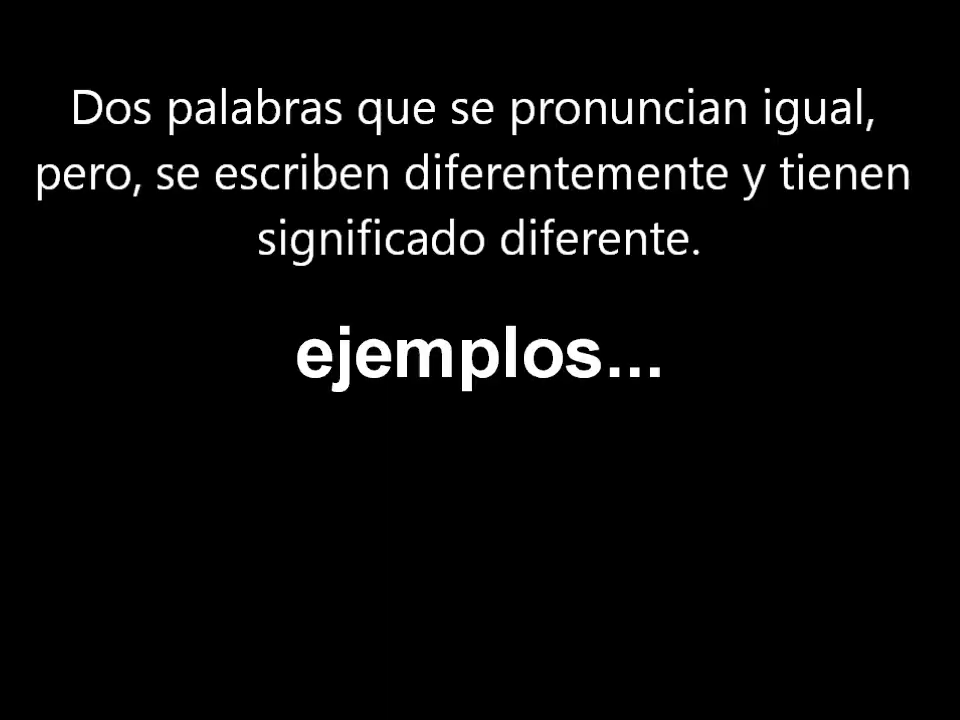 Dos palabras que se pronuncian igual,
pero, se escriben diferentemente y tienen
significado diferente.
ejemplos...